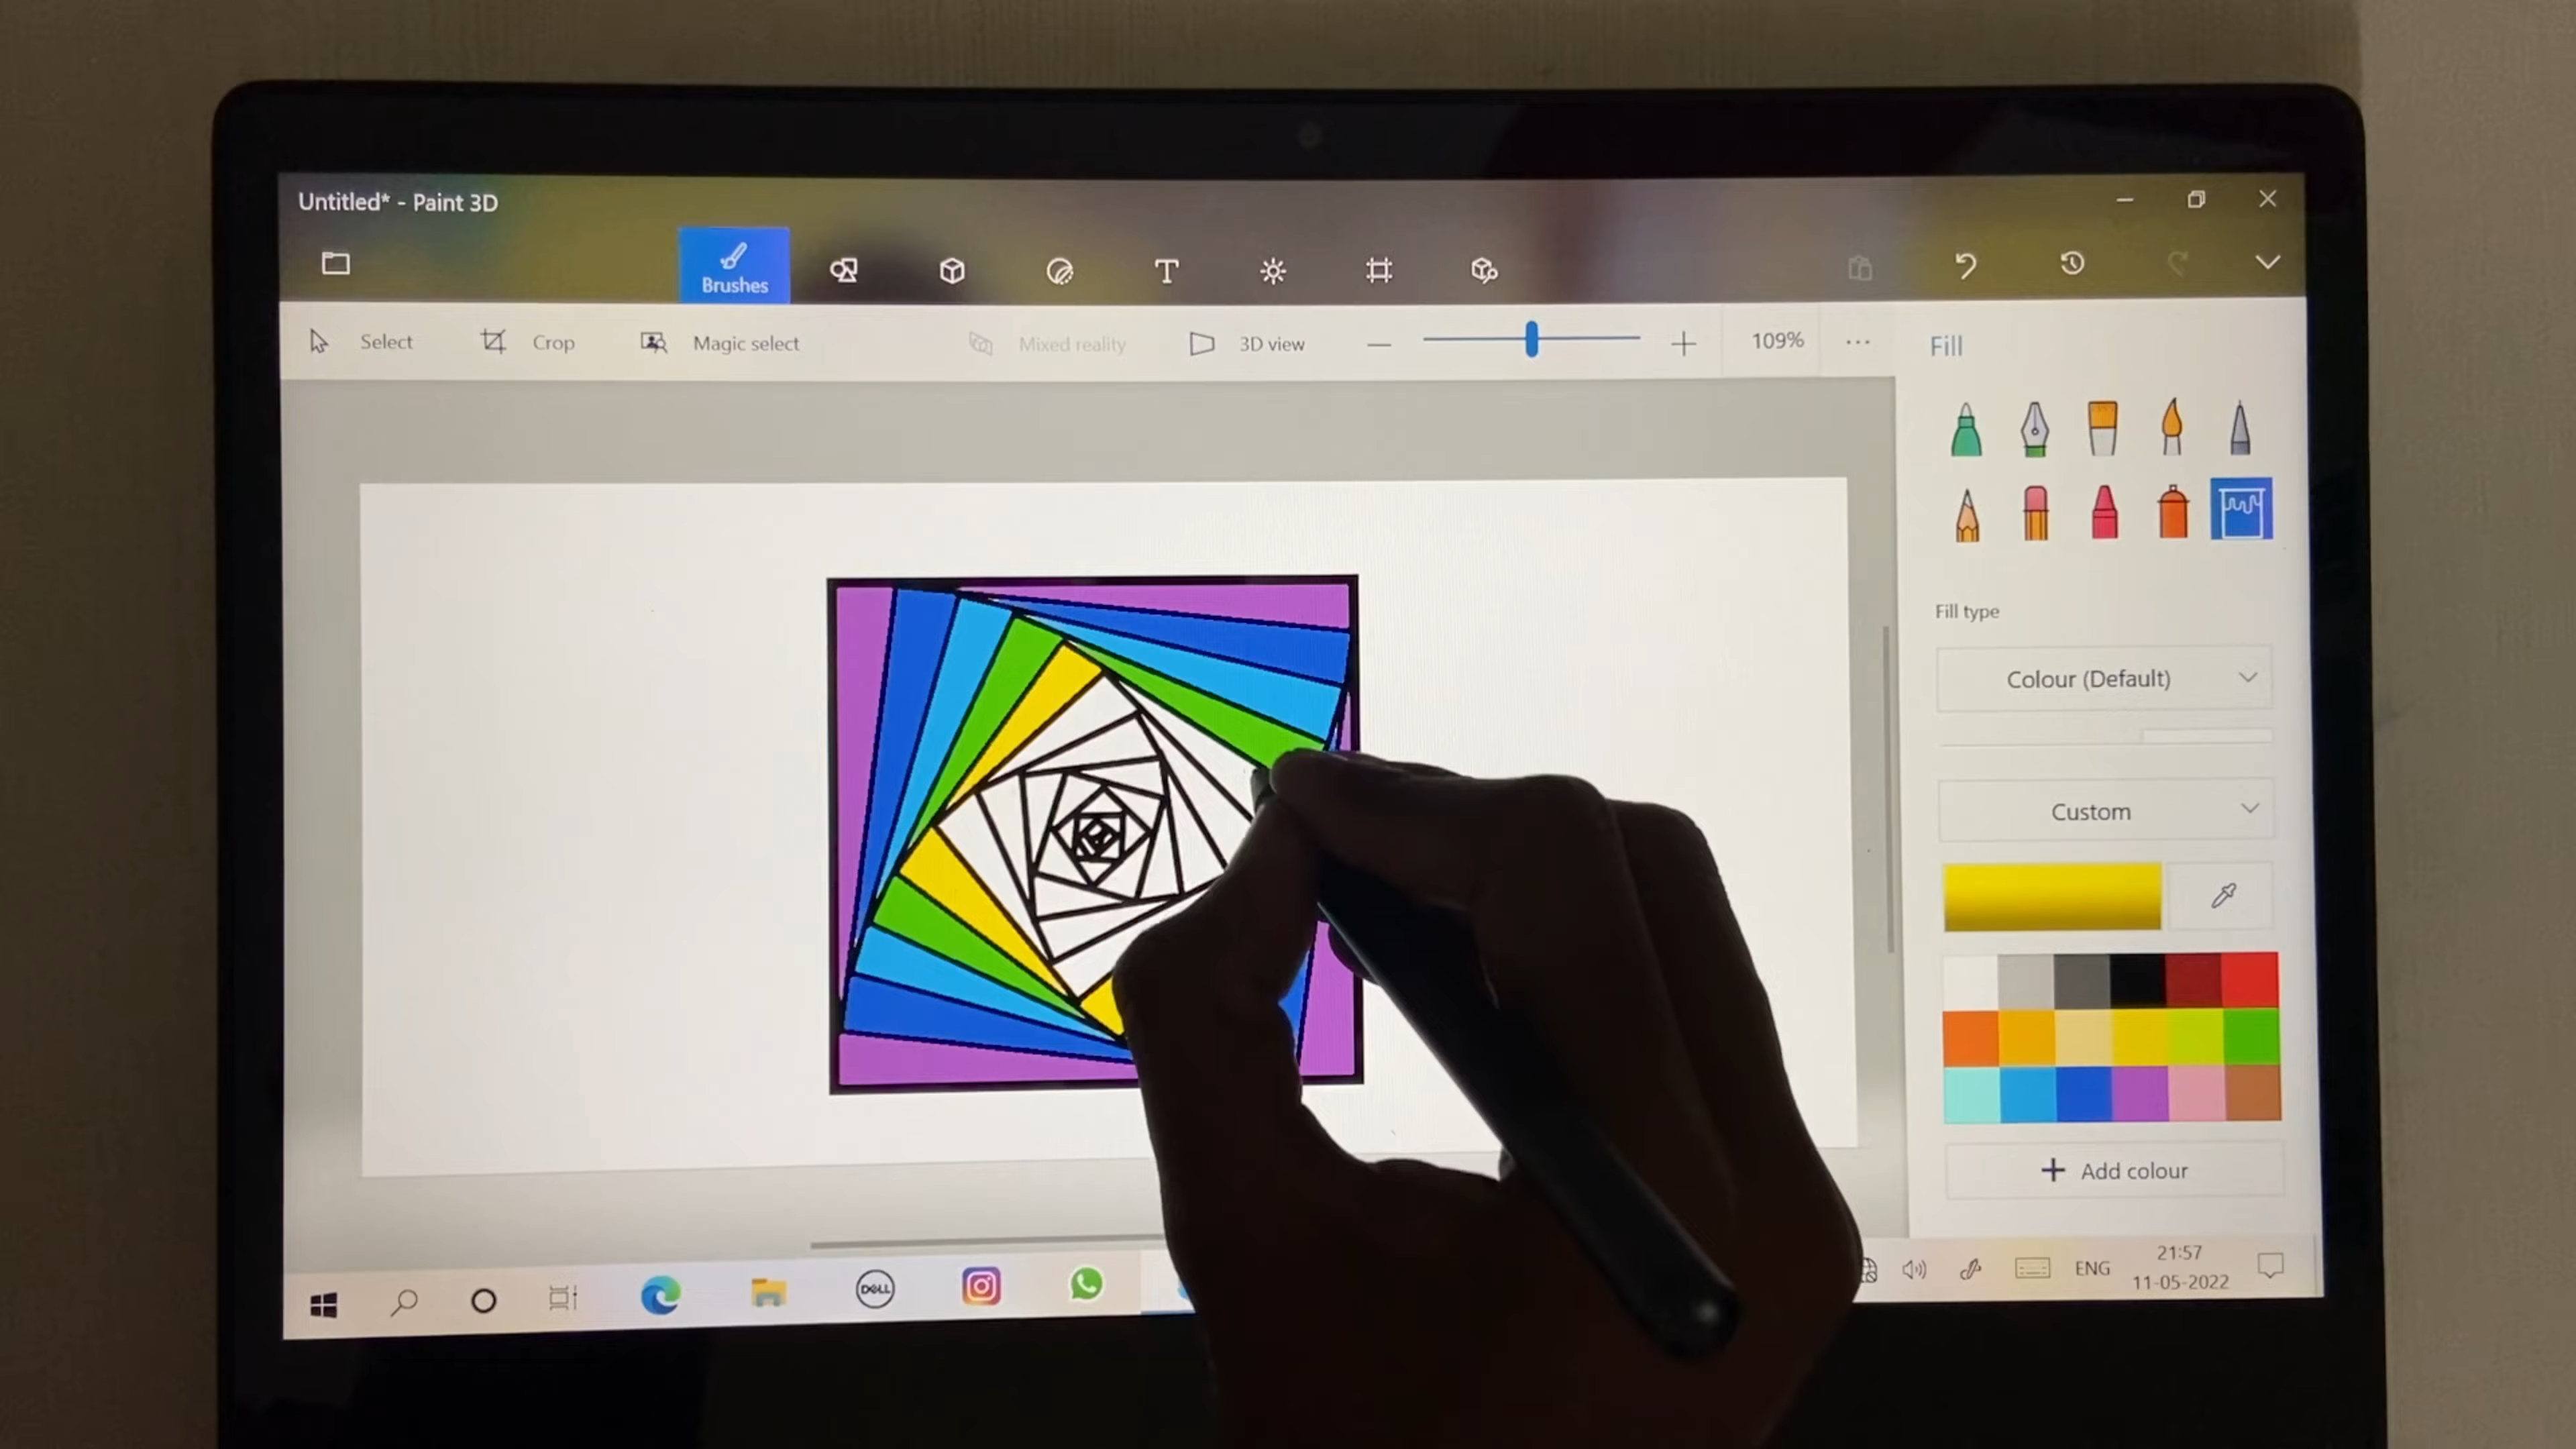 Untitled* - Paint 3D
Brushes
T
Select
Crop
Magic select
Mixed reality
3D view
109%
Fill
Fill type
Colour (Default)
Custom
Add colour
DELL
ENG
21:57
11-05-2022